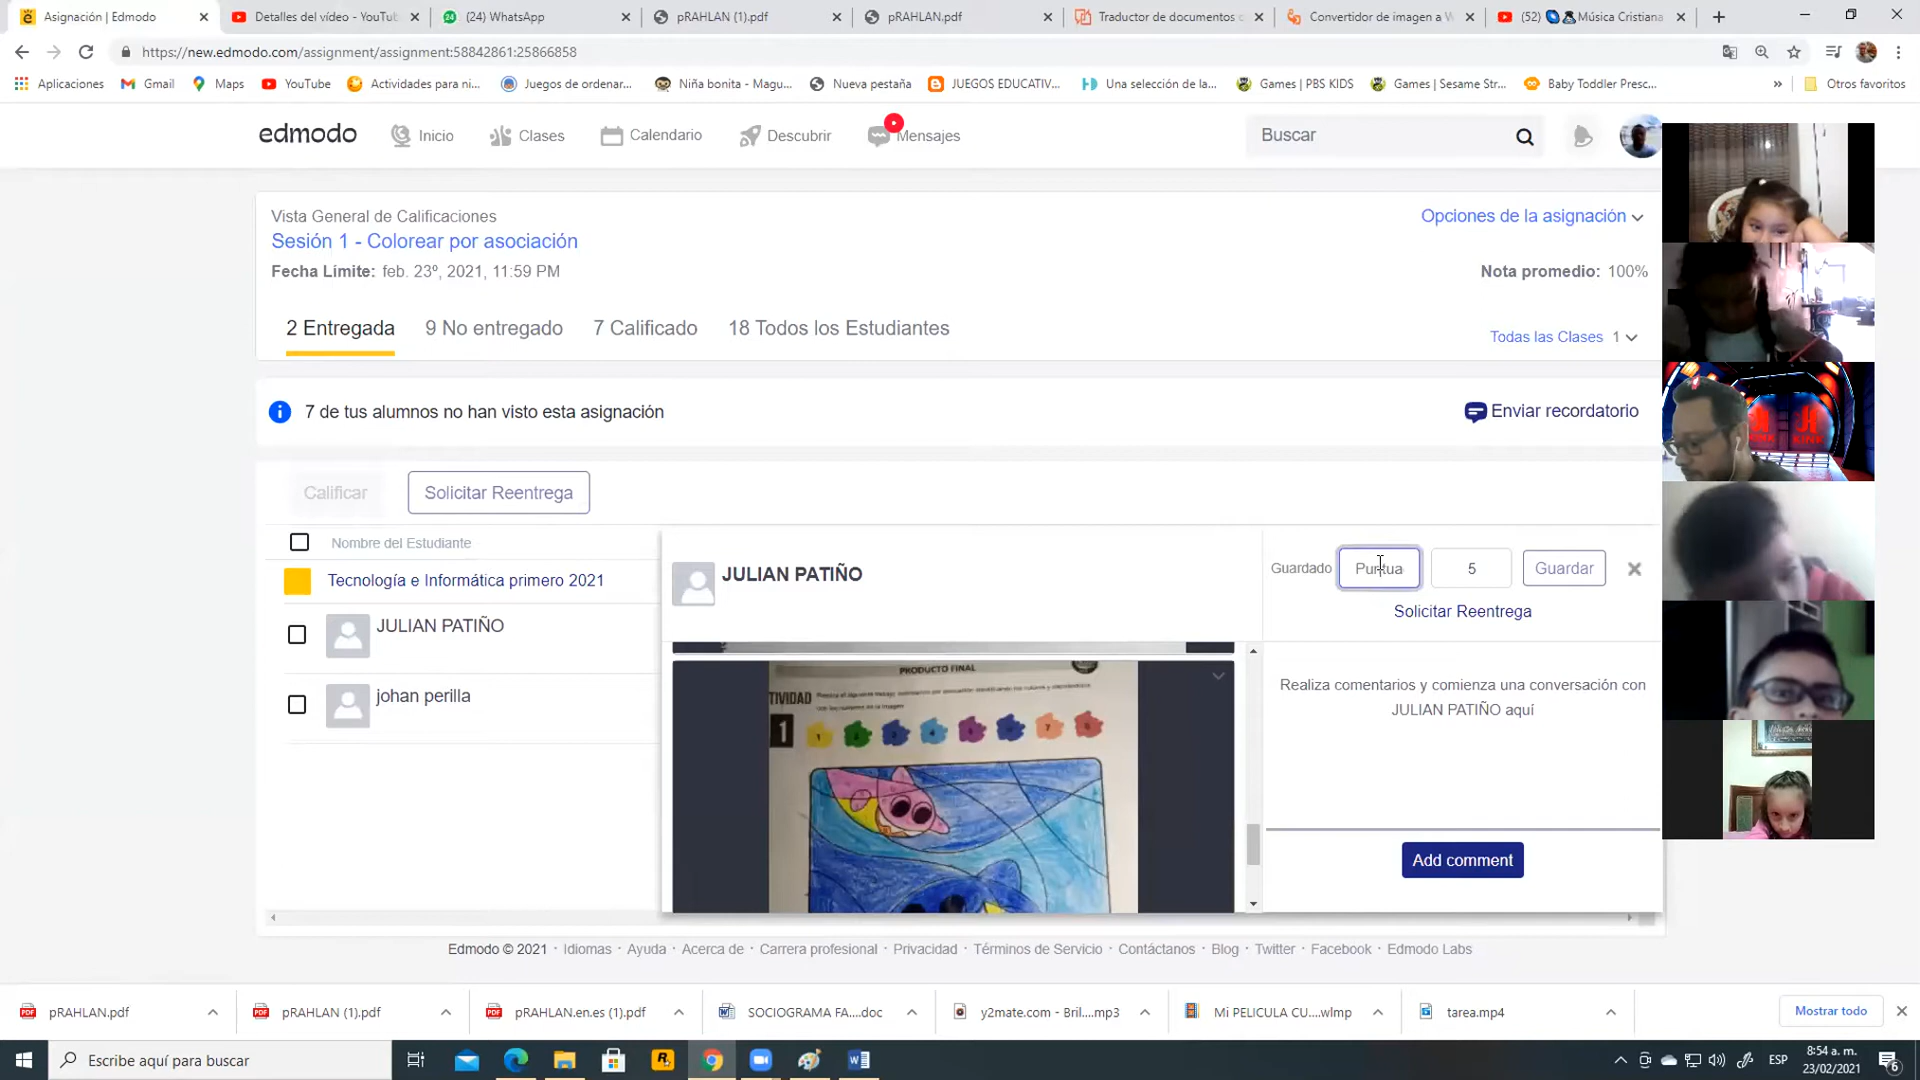 Asignación | Edmodo
Detalles del vídeo - YouTu
(24) WhatsApp
pRAHLAN (1).pdf
pRAHLAN.pdf
Traductor de documentos
Convertidor de imagen a W
(52) Música Cristiana
https://new.edmodo.com/assignment/assignment:58842861:25866858
Aplicaciones
Gmail
Maps
YouTube
Actividades para ni...
Juegos de ordenar...
Niña bonita - Magu...
Nueva pestaña
JUEGOS EDUCATIV...
Una selección de la...
Games | PBS KIDS
Games | Sesame Str...
Baby Toddler Presc...
»
Otros favoritos
edmodo
Inicio
Clases
Calendario
Descubrir
Mensajes
Buscar
Vista General de Calificaciones
Opciones de la asignación
Sesión 1 - Colorear por asociación
Fecha Límite: feb. 23º, 2021, 11:59 PM
Nota promedio: 100%
2 Entregada
9 No entregado
7 Calificado
18 Todos los Estudiantes
Todas las Clases 1
7 de tus alumnos no han visto esta asignación
Enviar recordatorio
Calificar
Solicitar Reentrega
Nombre del Estudiante
Tecnología e Informática primero 2021
JULIAN PATIÑO
johan perilla
JULIAN PATIÑO
Guardado
Puntua
5
Guardar
Solicitar Reentrega
PRODUCTO FINAL
TIVIDAD
1
1 2 7
Realiza comentarios y comienza una conversación con
JULIAN PATIÑO aquí
Add comment
KINK
Edmodo © 2021 · Idiomas · Ayuda · Acerca de · Carrera profesional · Privacidad · Términos de Servicio · Contáctanos · Blog · Twitter · Facebook · Edmodo Labs
pRAHLAN.pdf
pRAHLAN (1).pdf
pRAHLAN.en.es (1).pdf
SOCIOGRAMA FA....doc
y2mate.com - Bril....mp3
Mi PELICULA CU....wlmp
tarea.mp4
Mostrar todo
Escribe aquí para buscar
ESP
8:54 a. m.
23/02/2021
6